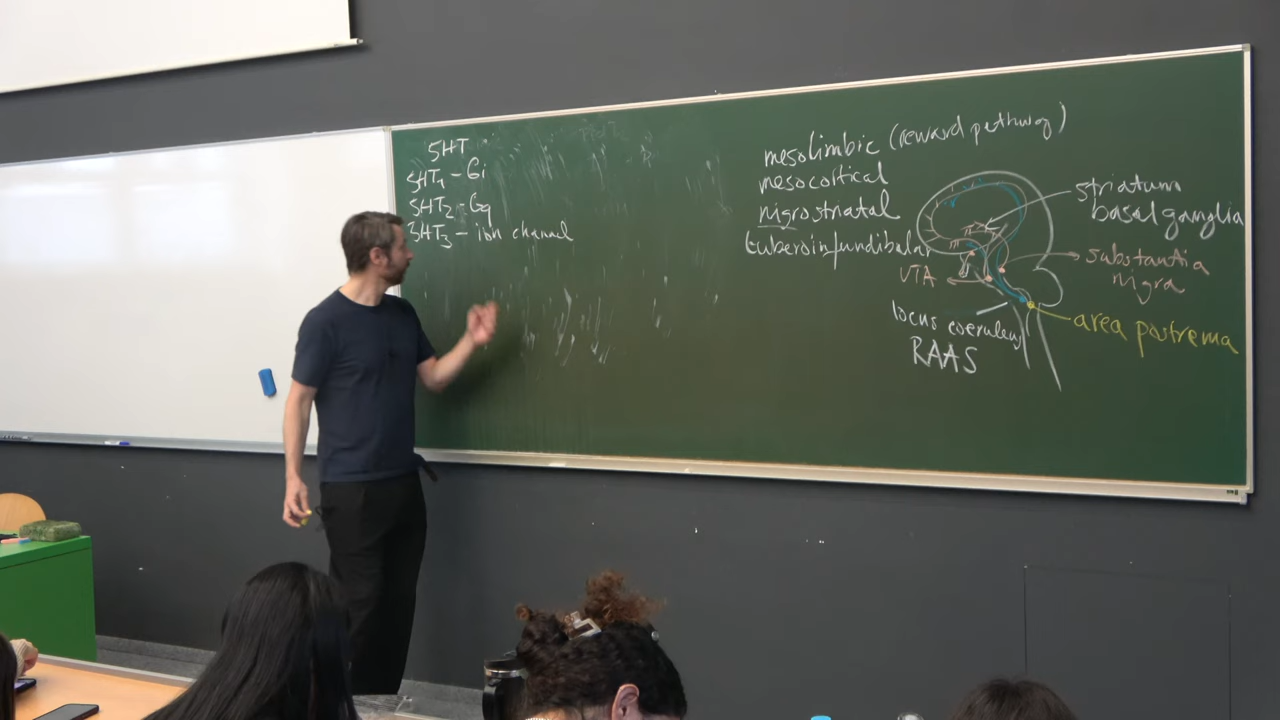 5HT
5HT₁ - Gi
5HT₂ - Gq
5HT₃ - ion channel
mesolimbic (reward pathway)
mesocortical
nigrostriatal
tuberoinfundibular
striatum
basal ganglia
substantia
nigra
VTA
locus coeruleus
RAAS
area postrema